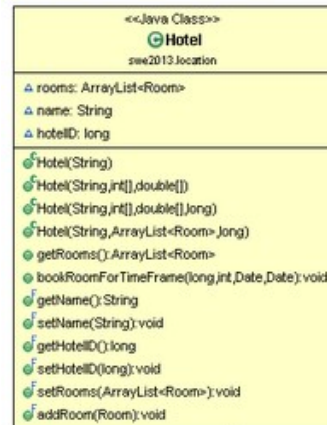 <<Java Class>>
Hotel
swe2013.location
rooms: ArrayList<Room>
name: String
hotelID: long
Hotel(String)
Hotel(String,int[],double[])
Hotel(String,int[],double[],long)
Hotel(String,ArrayList<Room>,long)
getRooms():ArrayList<Room>
bookRoomForTimeFrame(long,int,Date,Date):void
getName():String
setName(String):void
getHotelID():long
setHotelID(long):void
setRooms(ArrayList<Room>):void
addRoom(Room):void